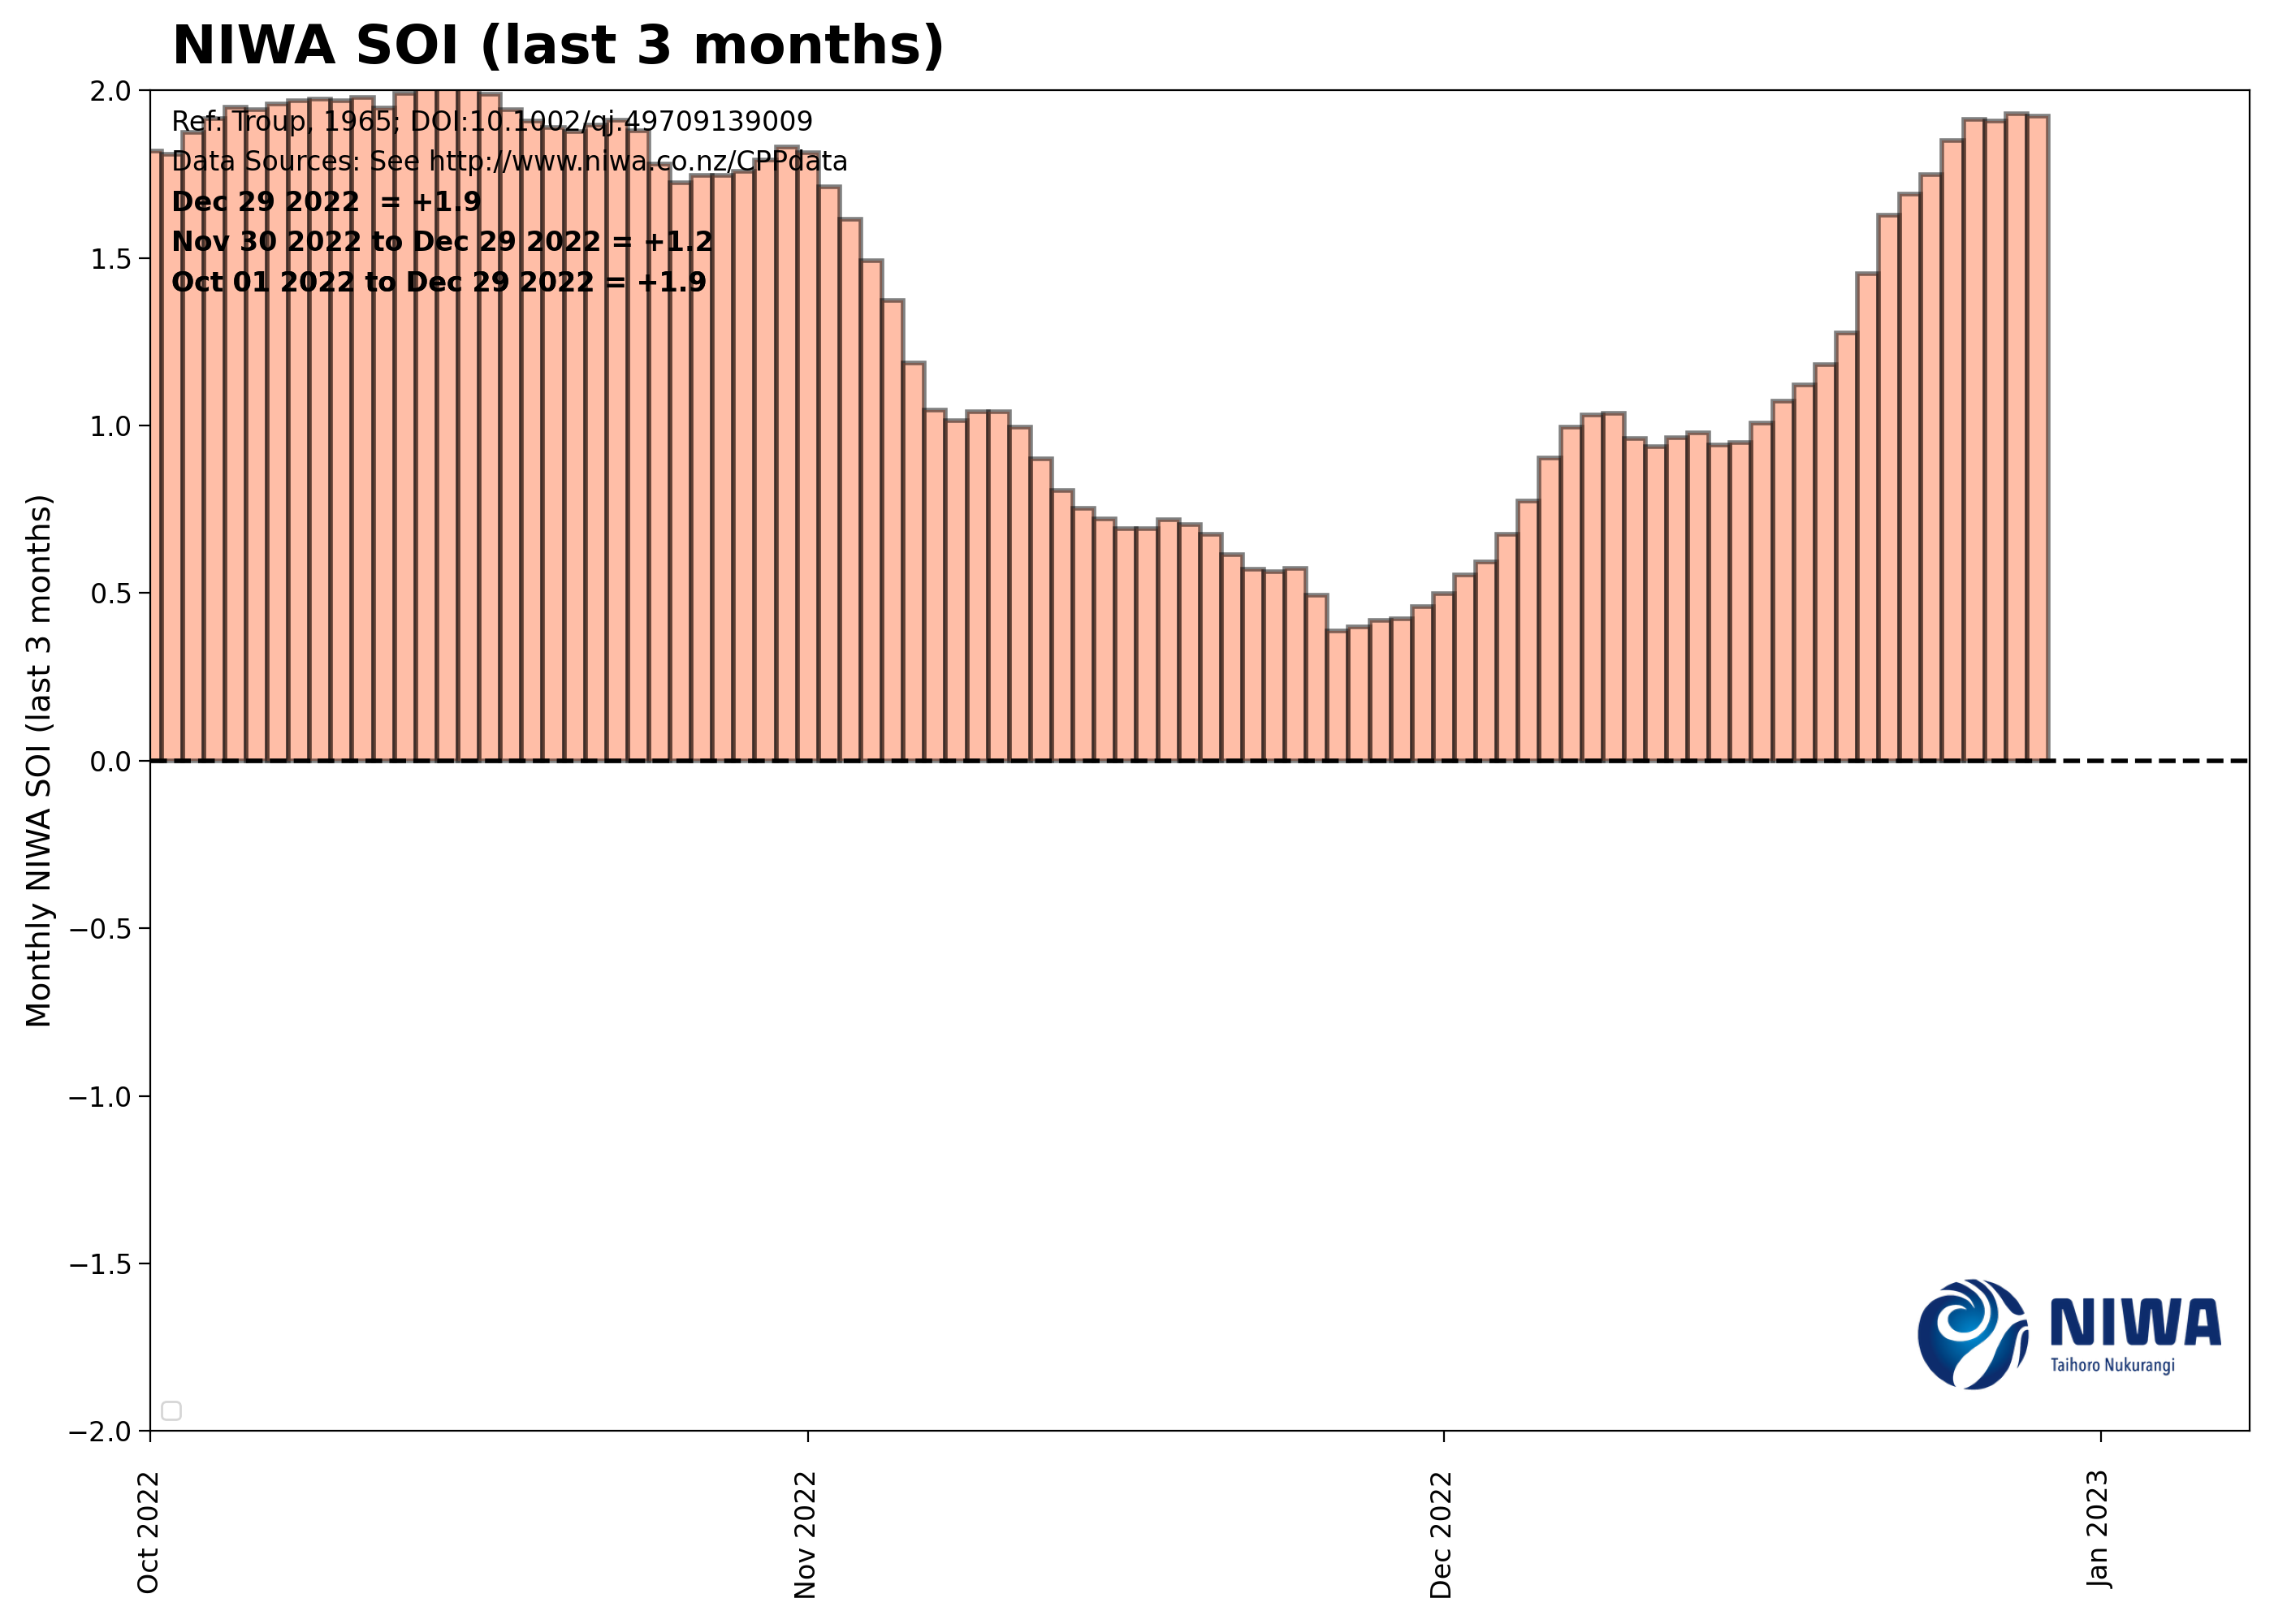 NIWA SOI (last 3 months)
Ref: Troup, 1965; DOI:10.1002/qj.49709139009
Data Sources: See http://www.niwa.co.nz/CPPdata
Dec 29 2022 = +1.9
Nov 30 2022 to Dec 29 2022 = +1.2
Oct 01 2022 to Dec 29 2022 = +1.9
Monthly NIWA SOI (last 3 months)
2.0
1.5
1.0
0.5
0.0
−0.5
−1.0
−1.5
−2.0
NIWA
Taihoro Nukurangi
Oct 2022
Nov 2022
Dec 2022
Jan 2023